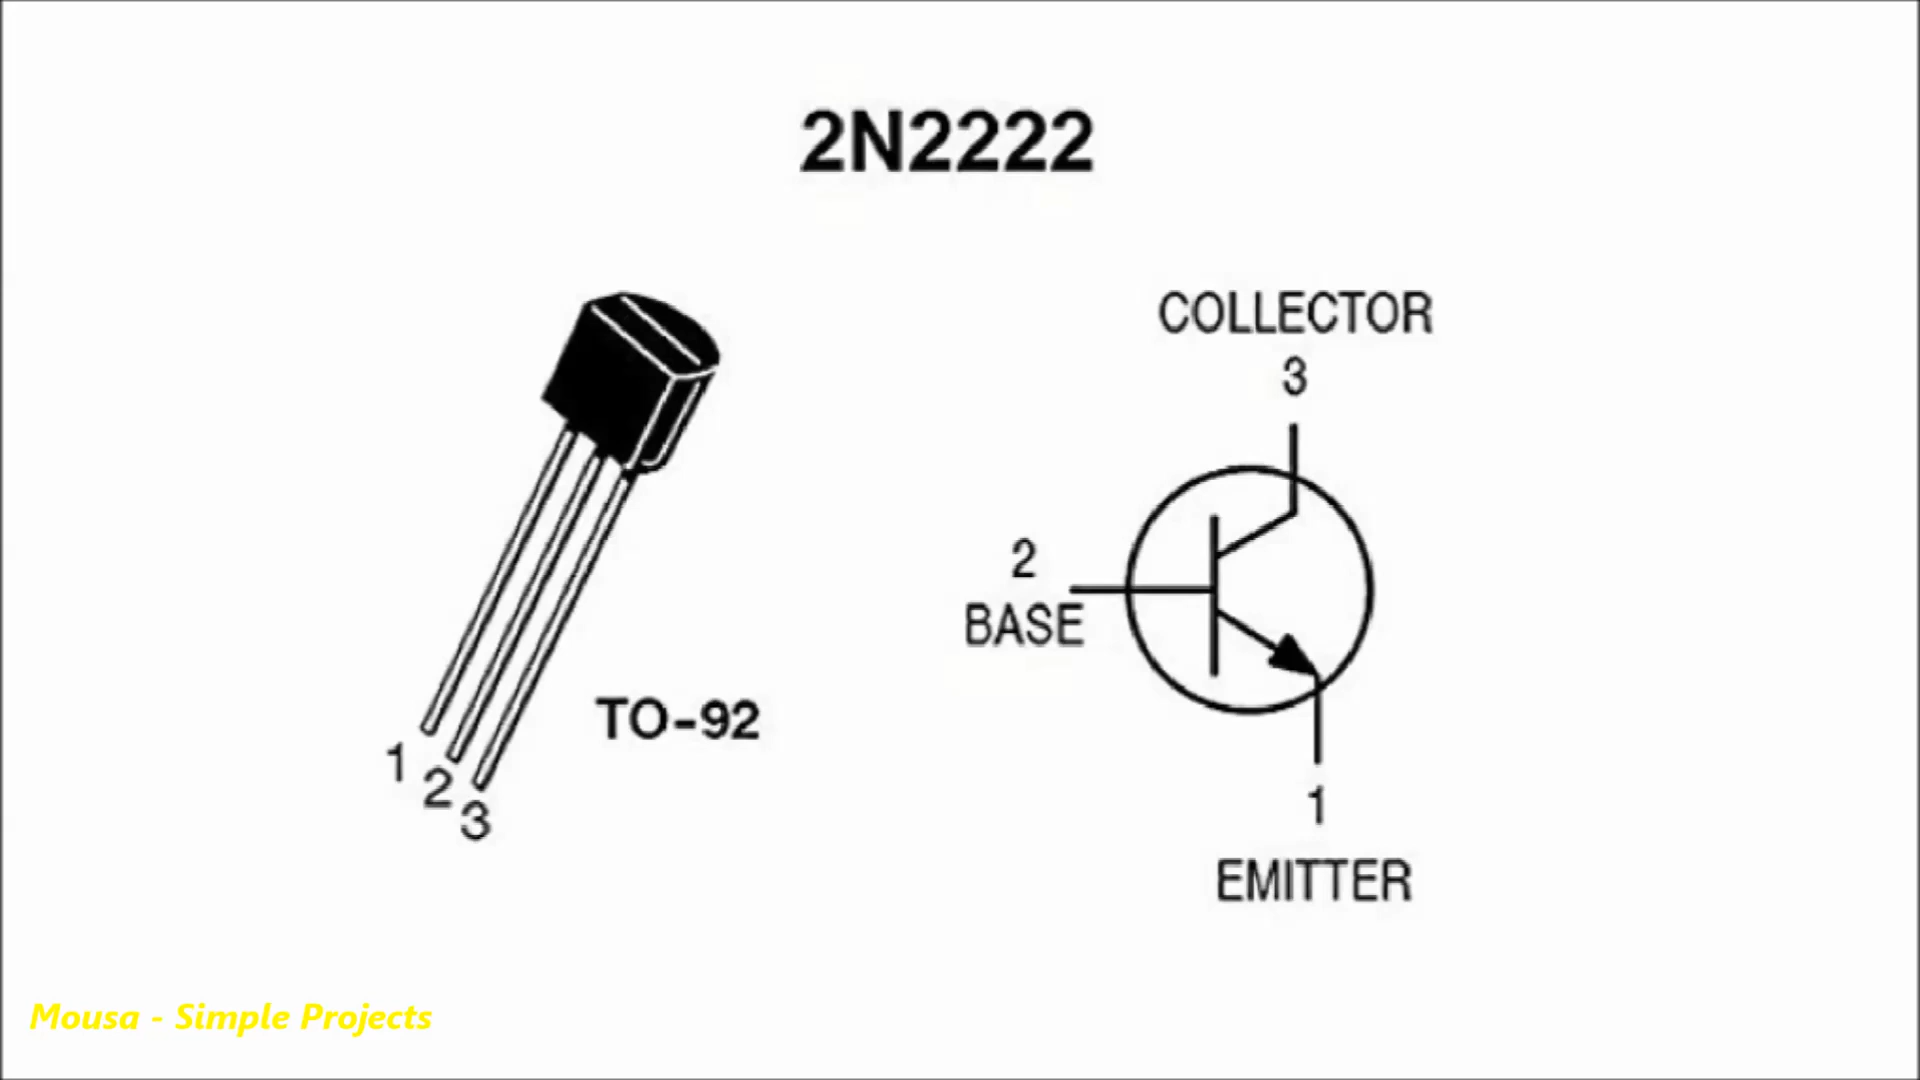 2N2222
COLLECTOR
3
2
BASE
TO-92
1
2
3
1
EMITTER
Mousa - Simple Projects